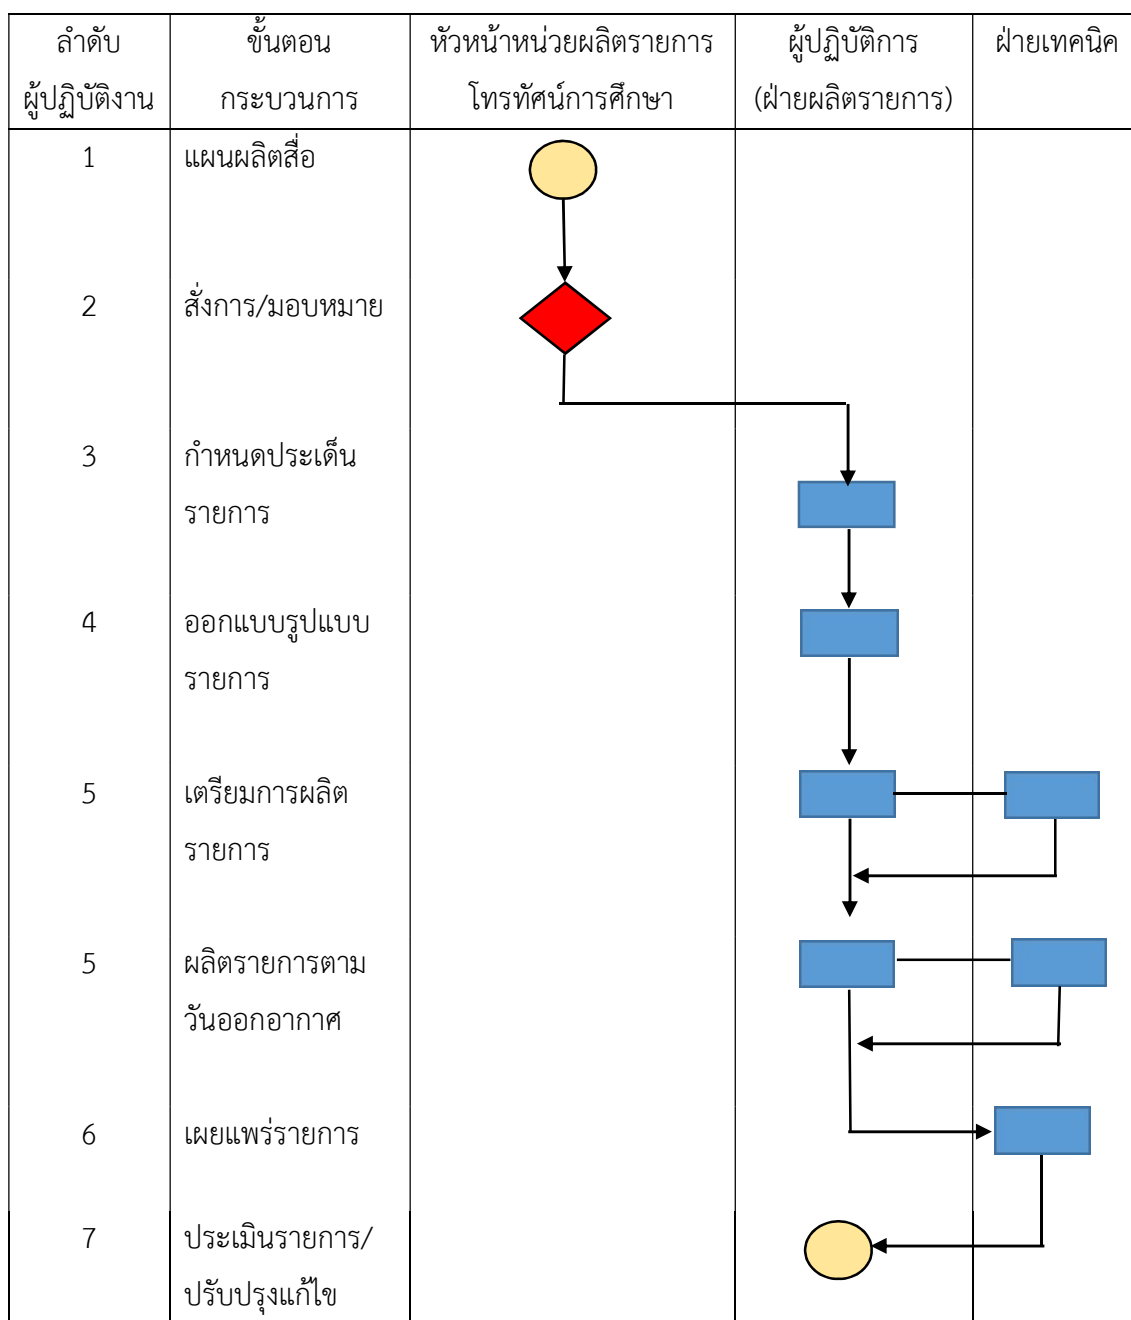 ลำดับ
ผู้ปฏิบัติงาน
ขั้นตอน
กระบวนการ
หัวหน้าหน่วยผลิตรายการ
โทรทัศน์การศึกษา
ผู้ปฏิบัติการ
(ฝ่ายผลิตรายการ)
ฝ่ายเทคนิค
1
แผนผลิตสื่อ
2
สั่งการ/มอบหมาย
3
กำหนดประเด็น
รายการ
4
ออกแบบรูปแบบ
รายการ
5
เตรียมการผลิต
รายการ
5
ผลิตรายการตาม
วันออกอากาศ
6
เผยแพร่รายการ
7
ประเมินรายการ/
ปรับปรุงแก้ไข